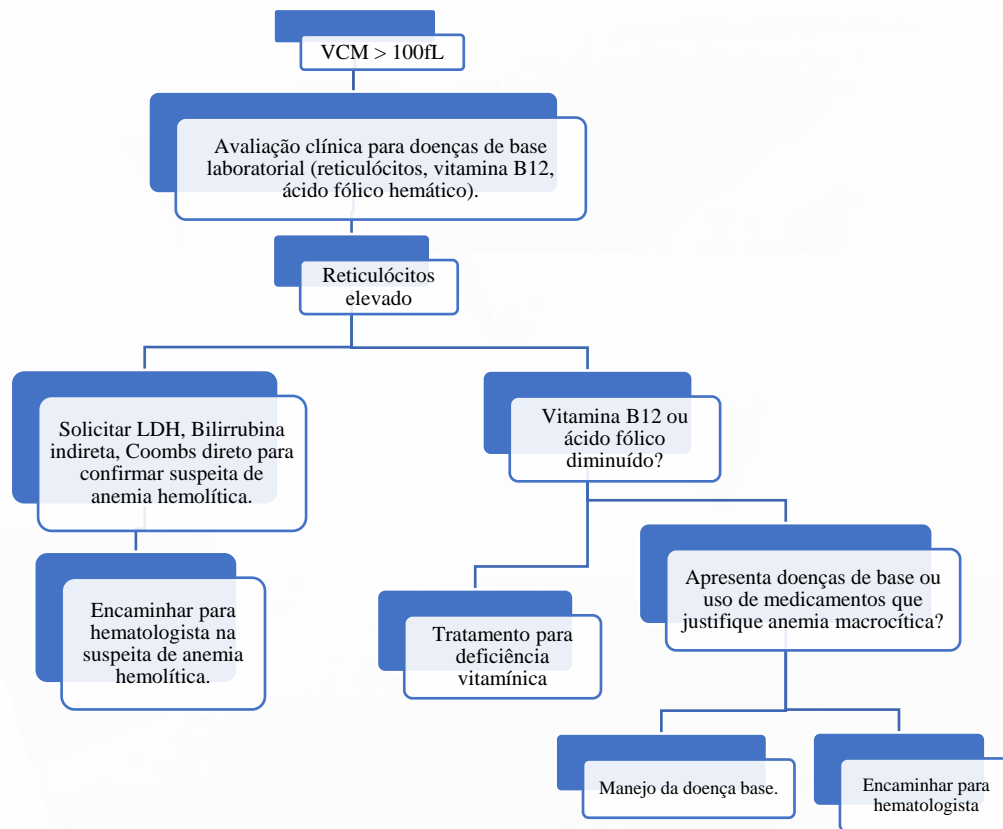 VCM > 100fL
Avaliação clínica para doenças de base
laboratorial (reticulócitos, vitamina B12,
ácido fólico hemático).
Reticulócitos
elevado
Solicitar LDH, Bilirrubina
indireta, Coombs direto para
confirmar suspeita de
anemia hemolítica.
Encaminhar para
hematologista na
suspeita de anemia
hemolítica.
Vitamina B12 ou
ácido fólico
diminuído?
Tratamento para
deficiência
vitamínica
Apresenta doenças de base ou
uso de medicamentos que
justifique anemia macrocítica?
Manejo da doença base.
Encaminhar para
hematologista